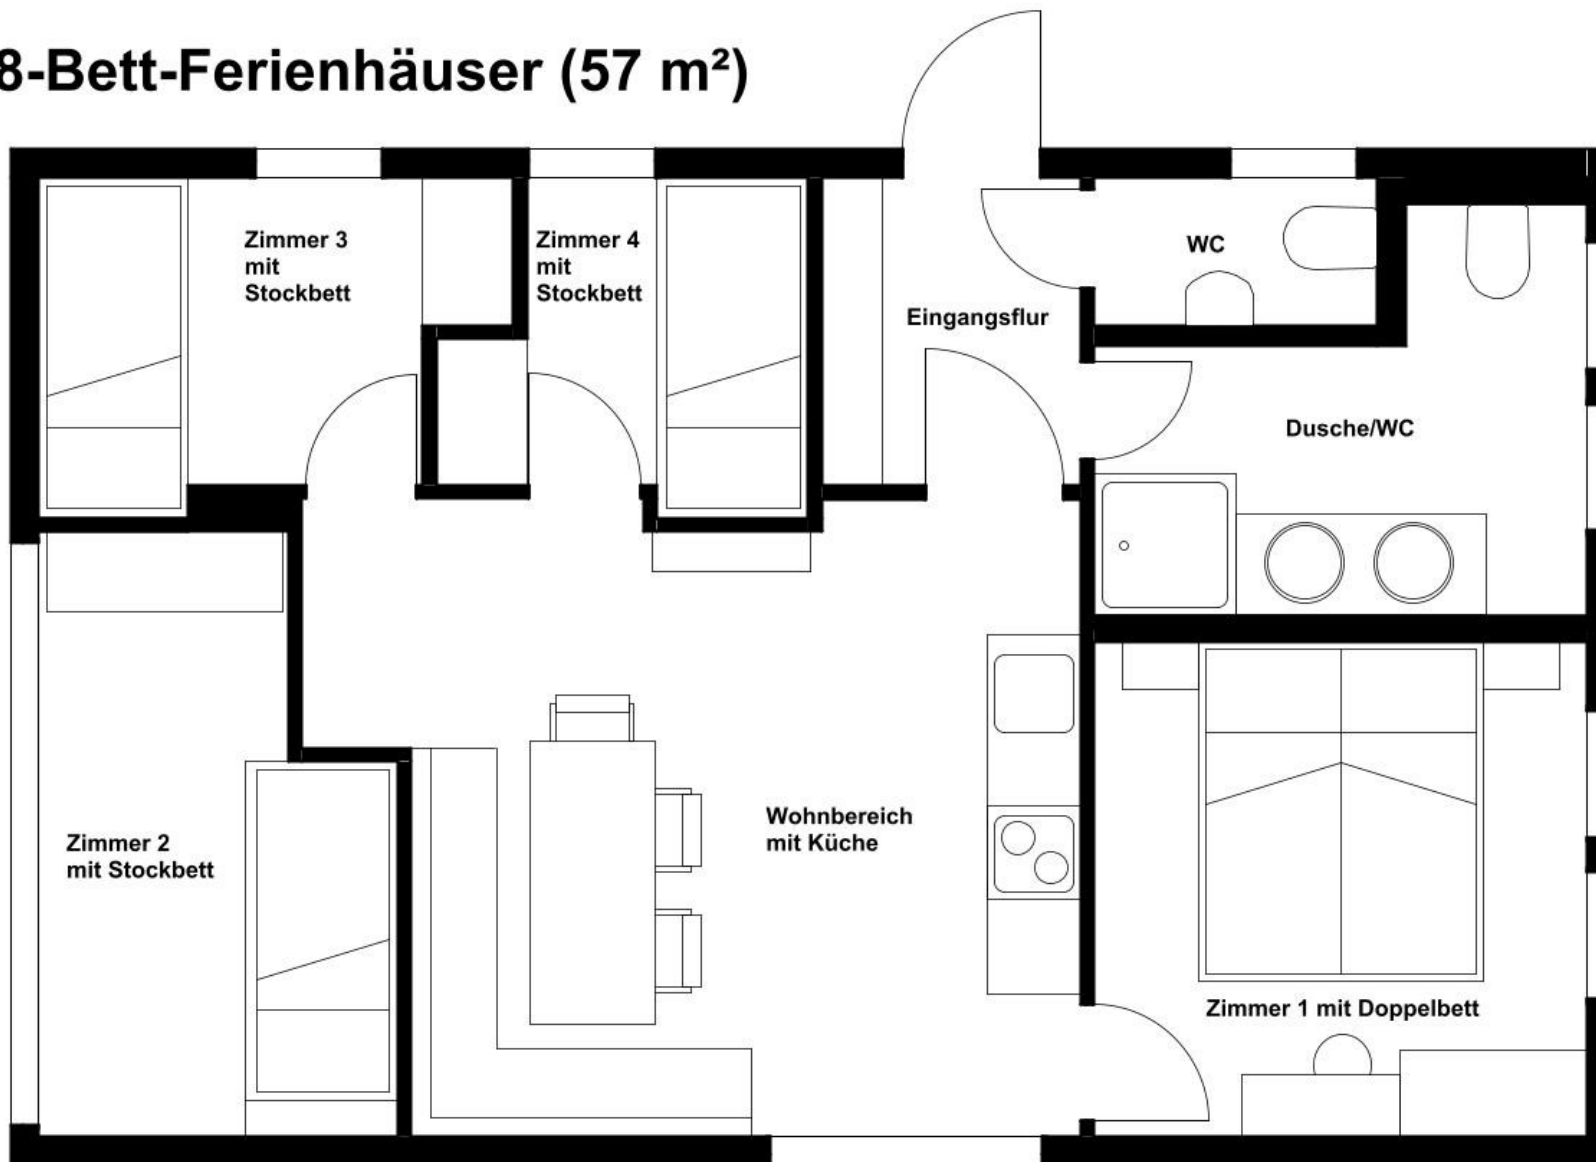 8-Bett-Ferienhäuser (57 m²)
Zimmer 3
mit
Stockbett
Zimmer 4
mit
Stockbett
WC
Eingangsflur
Dusche/WC
Wohnbereich
mit Küche
Zimmer 2
mit Stockbett
Zimmer 1 mit Doppelbett